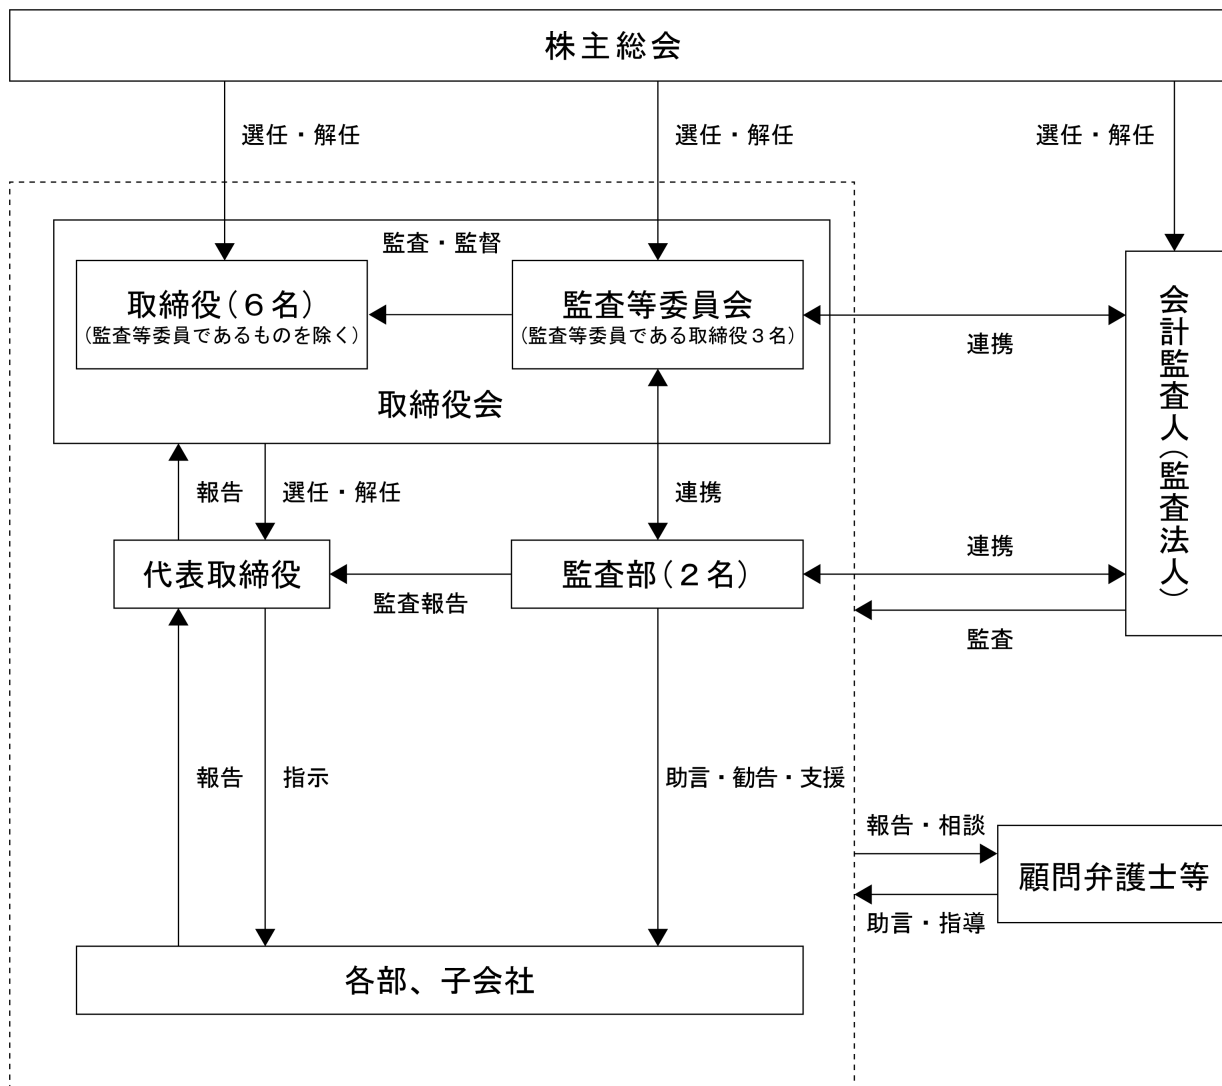 株主総会
選任・解任
選任・解任
選任・解任
監査・監督
取締役(６名)
(監査等委員であるものを除く)
監査等委員会
(監査等委員である取締役３名)
連携
会計監査人(監査法人)
取締役会
報告
選任・解任
連携
連携
代表取締役
監査報告
監査部(２名)
監査
報告
指示
助言・勧告・支援
報告・相談
顧問弁護士等
助言・指導
各部、子会社